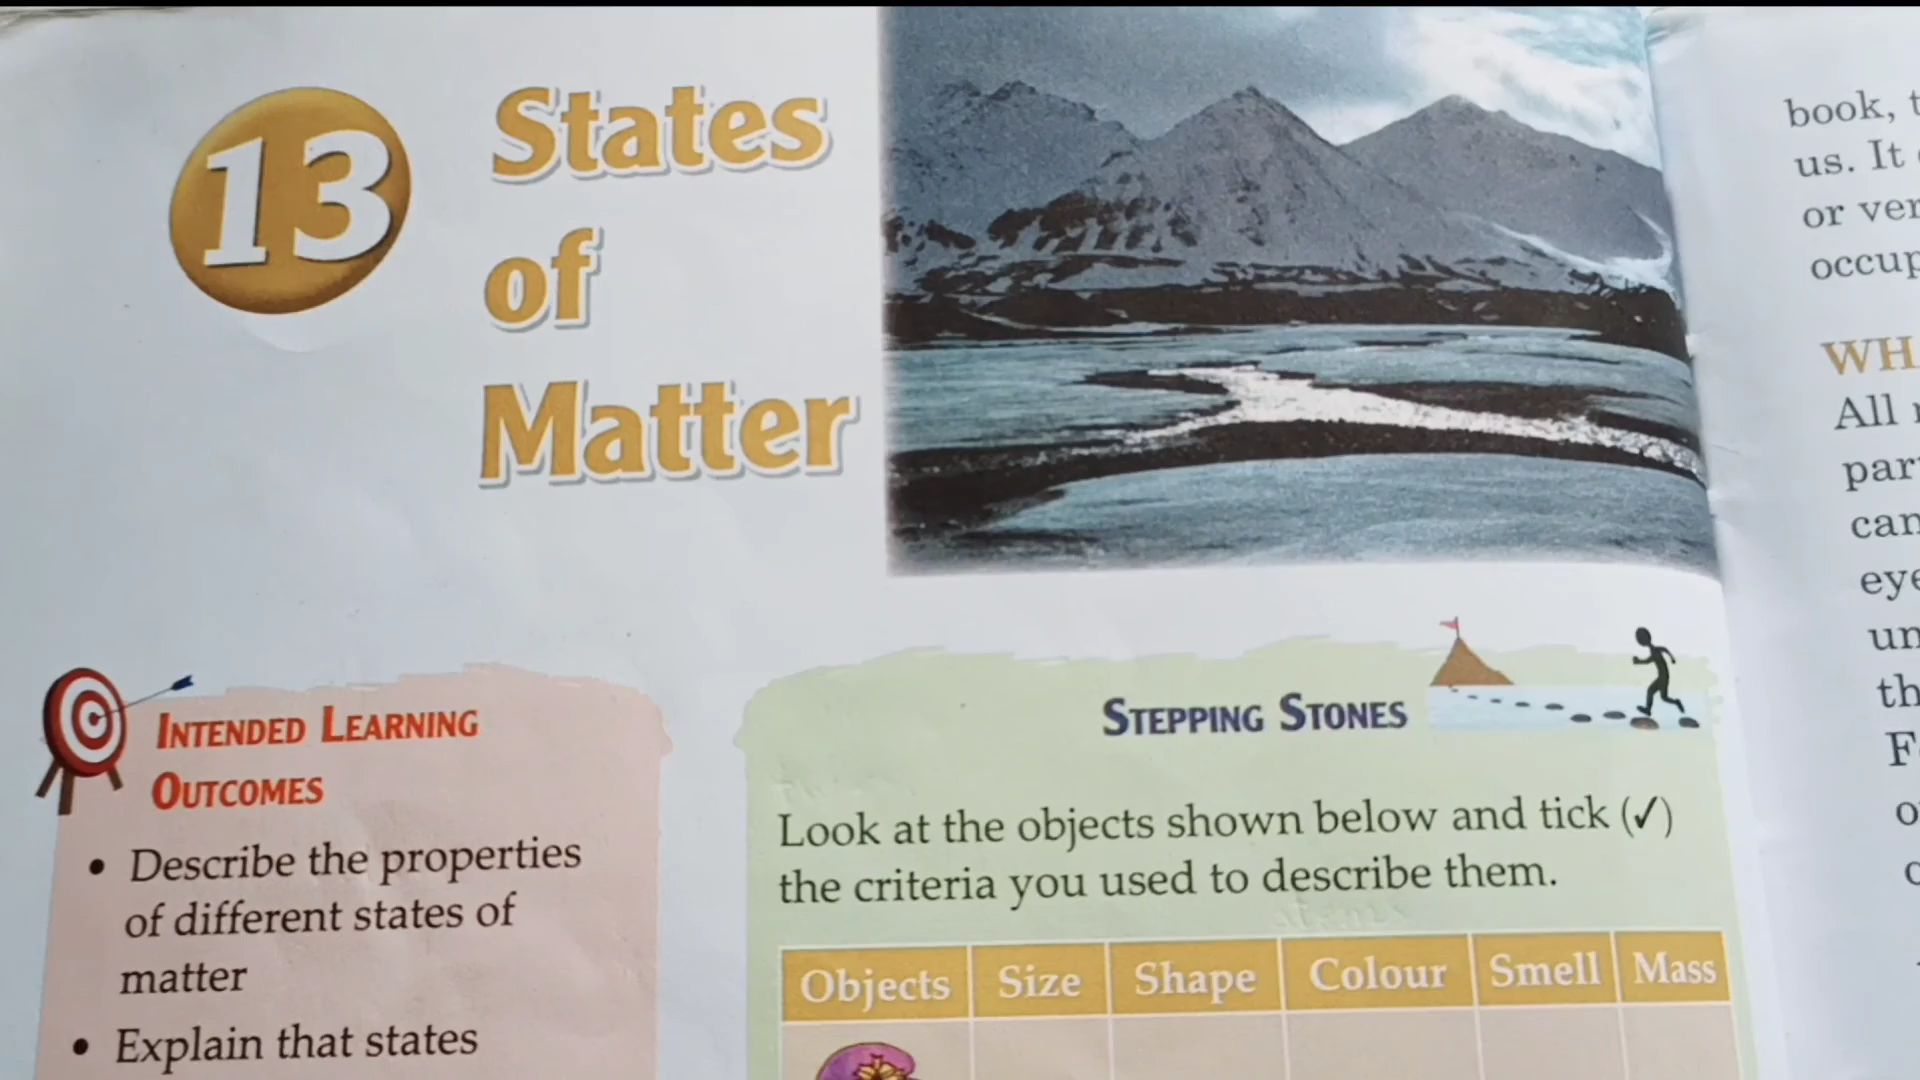 13
States
of
Matter
INTENDED LEARNING
OUTCOMES
• Describe the properties
of different states of
matter
• Explain that states
STEPPING STONES
Look at the objects shown below and tick (✓)
the criteria you used to describe them.
Objects Size Shape Colour Smell Mass
book,
us. It
or
All